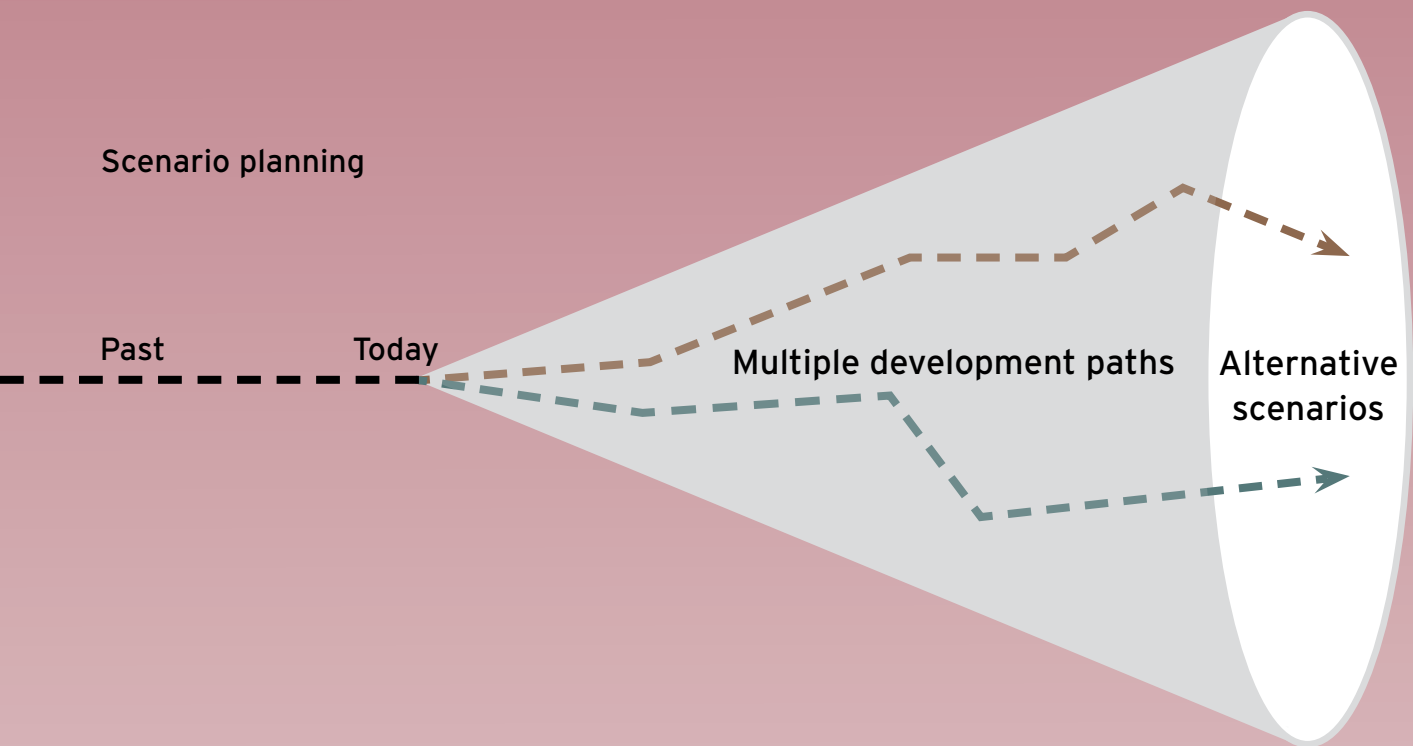 Scenario planning
Past
Today
Multiple development paths
Alternative
scenarios